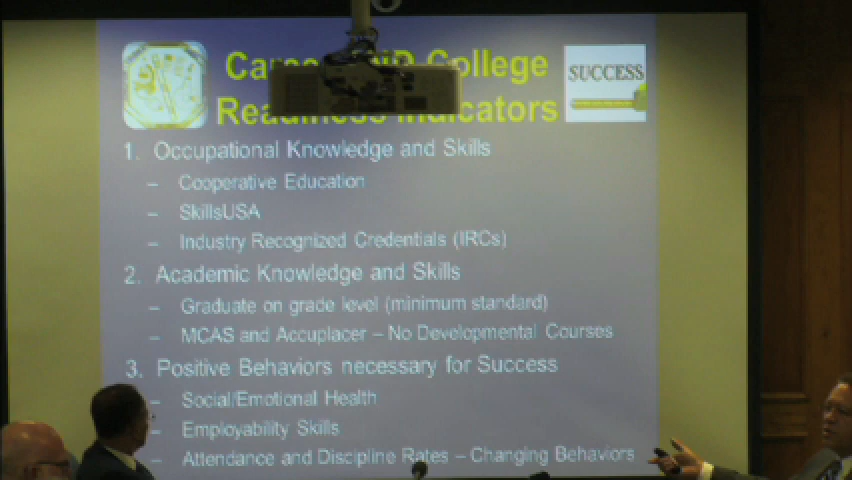 College
SUCCESS
Indicators
1. Occupational Knowledge and Skills
– Cooperative Education
– SkillsUSA
– Industry Recognized Credentials (IRCs)
2. Academic Knowledge and Skills
– Graduate on grade level (minimum standard)
– MCAS and Accuplacer – No Developmental Courses
3. Positive Behaviors necessary for Success
– Social/Emotional Health
– Employability Skills
– Attendance and Discipline Rates – Changing Behaviors